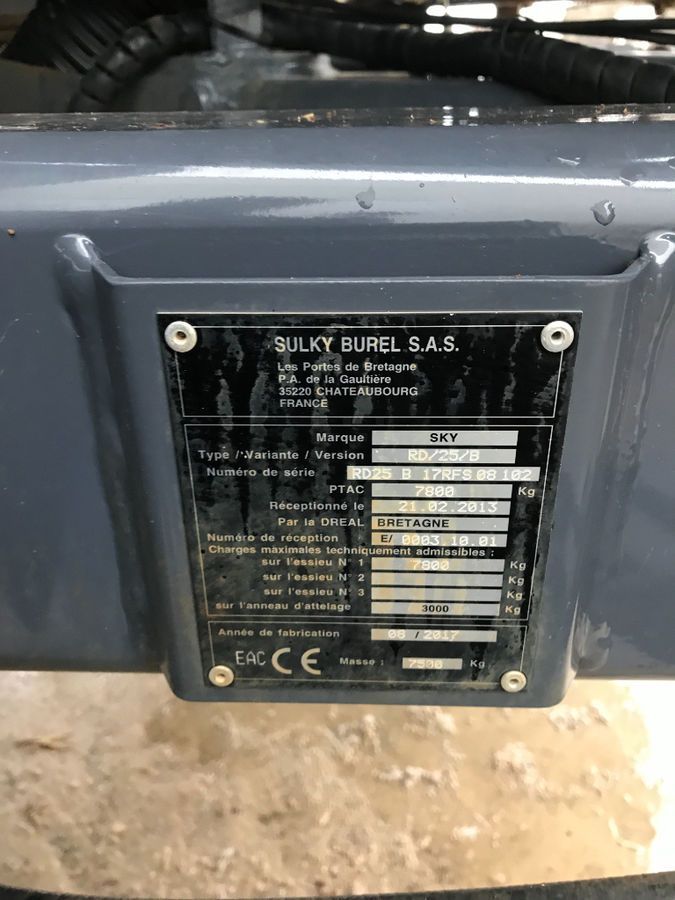 SULKY BUREL S.A.S.
Les Portes de Bretagne
P.A. de la Gaultière
35220 CHATEAUBOURG
FRANCE
Marque SKY
Type / Variante / Version RD/25/B
Numéro de série RD25 B 17RFS 08 102
PTAC 7800 Kg
Réceptionné le 21.02.2013
Par la DREAL BRETAGNE
Numéro de réception E/ 0003.10.01
Charges maximales techniquement admissibles :
sur l'essieu N° 1 7800 Kg
sur l'essieu N° 2 Kg
sur l'essieu N° 3 Kg
sur l'anneau d'attelage 3000 Kg
Année de fabrication 08 / 2017
EAC CE Masse : 7500 Kg